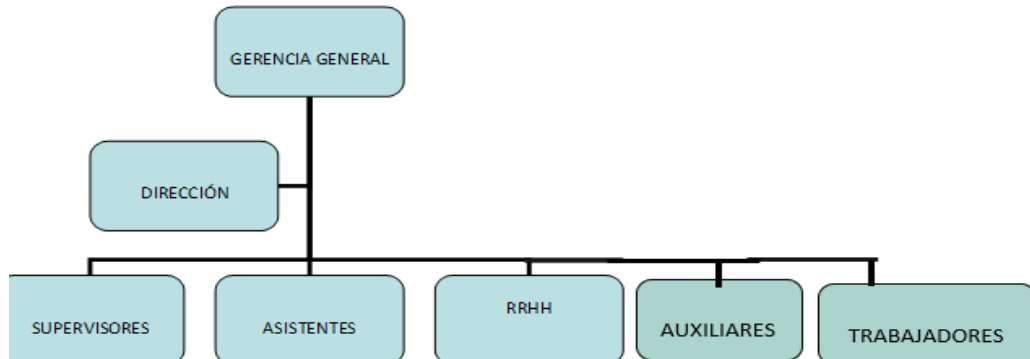 GERENCIA GENERAL
DIRECCIÓN
SUPERVISORES
ASISTENTES
RRHH
AUXILIARES
TRABAJADORES